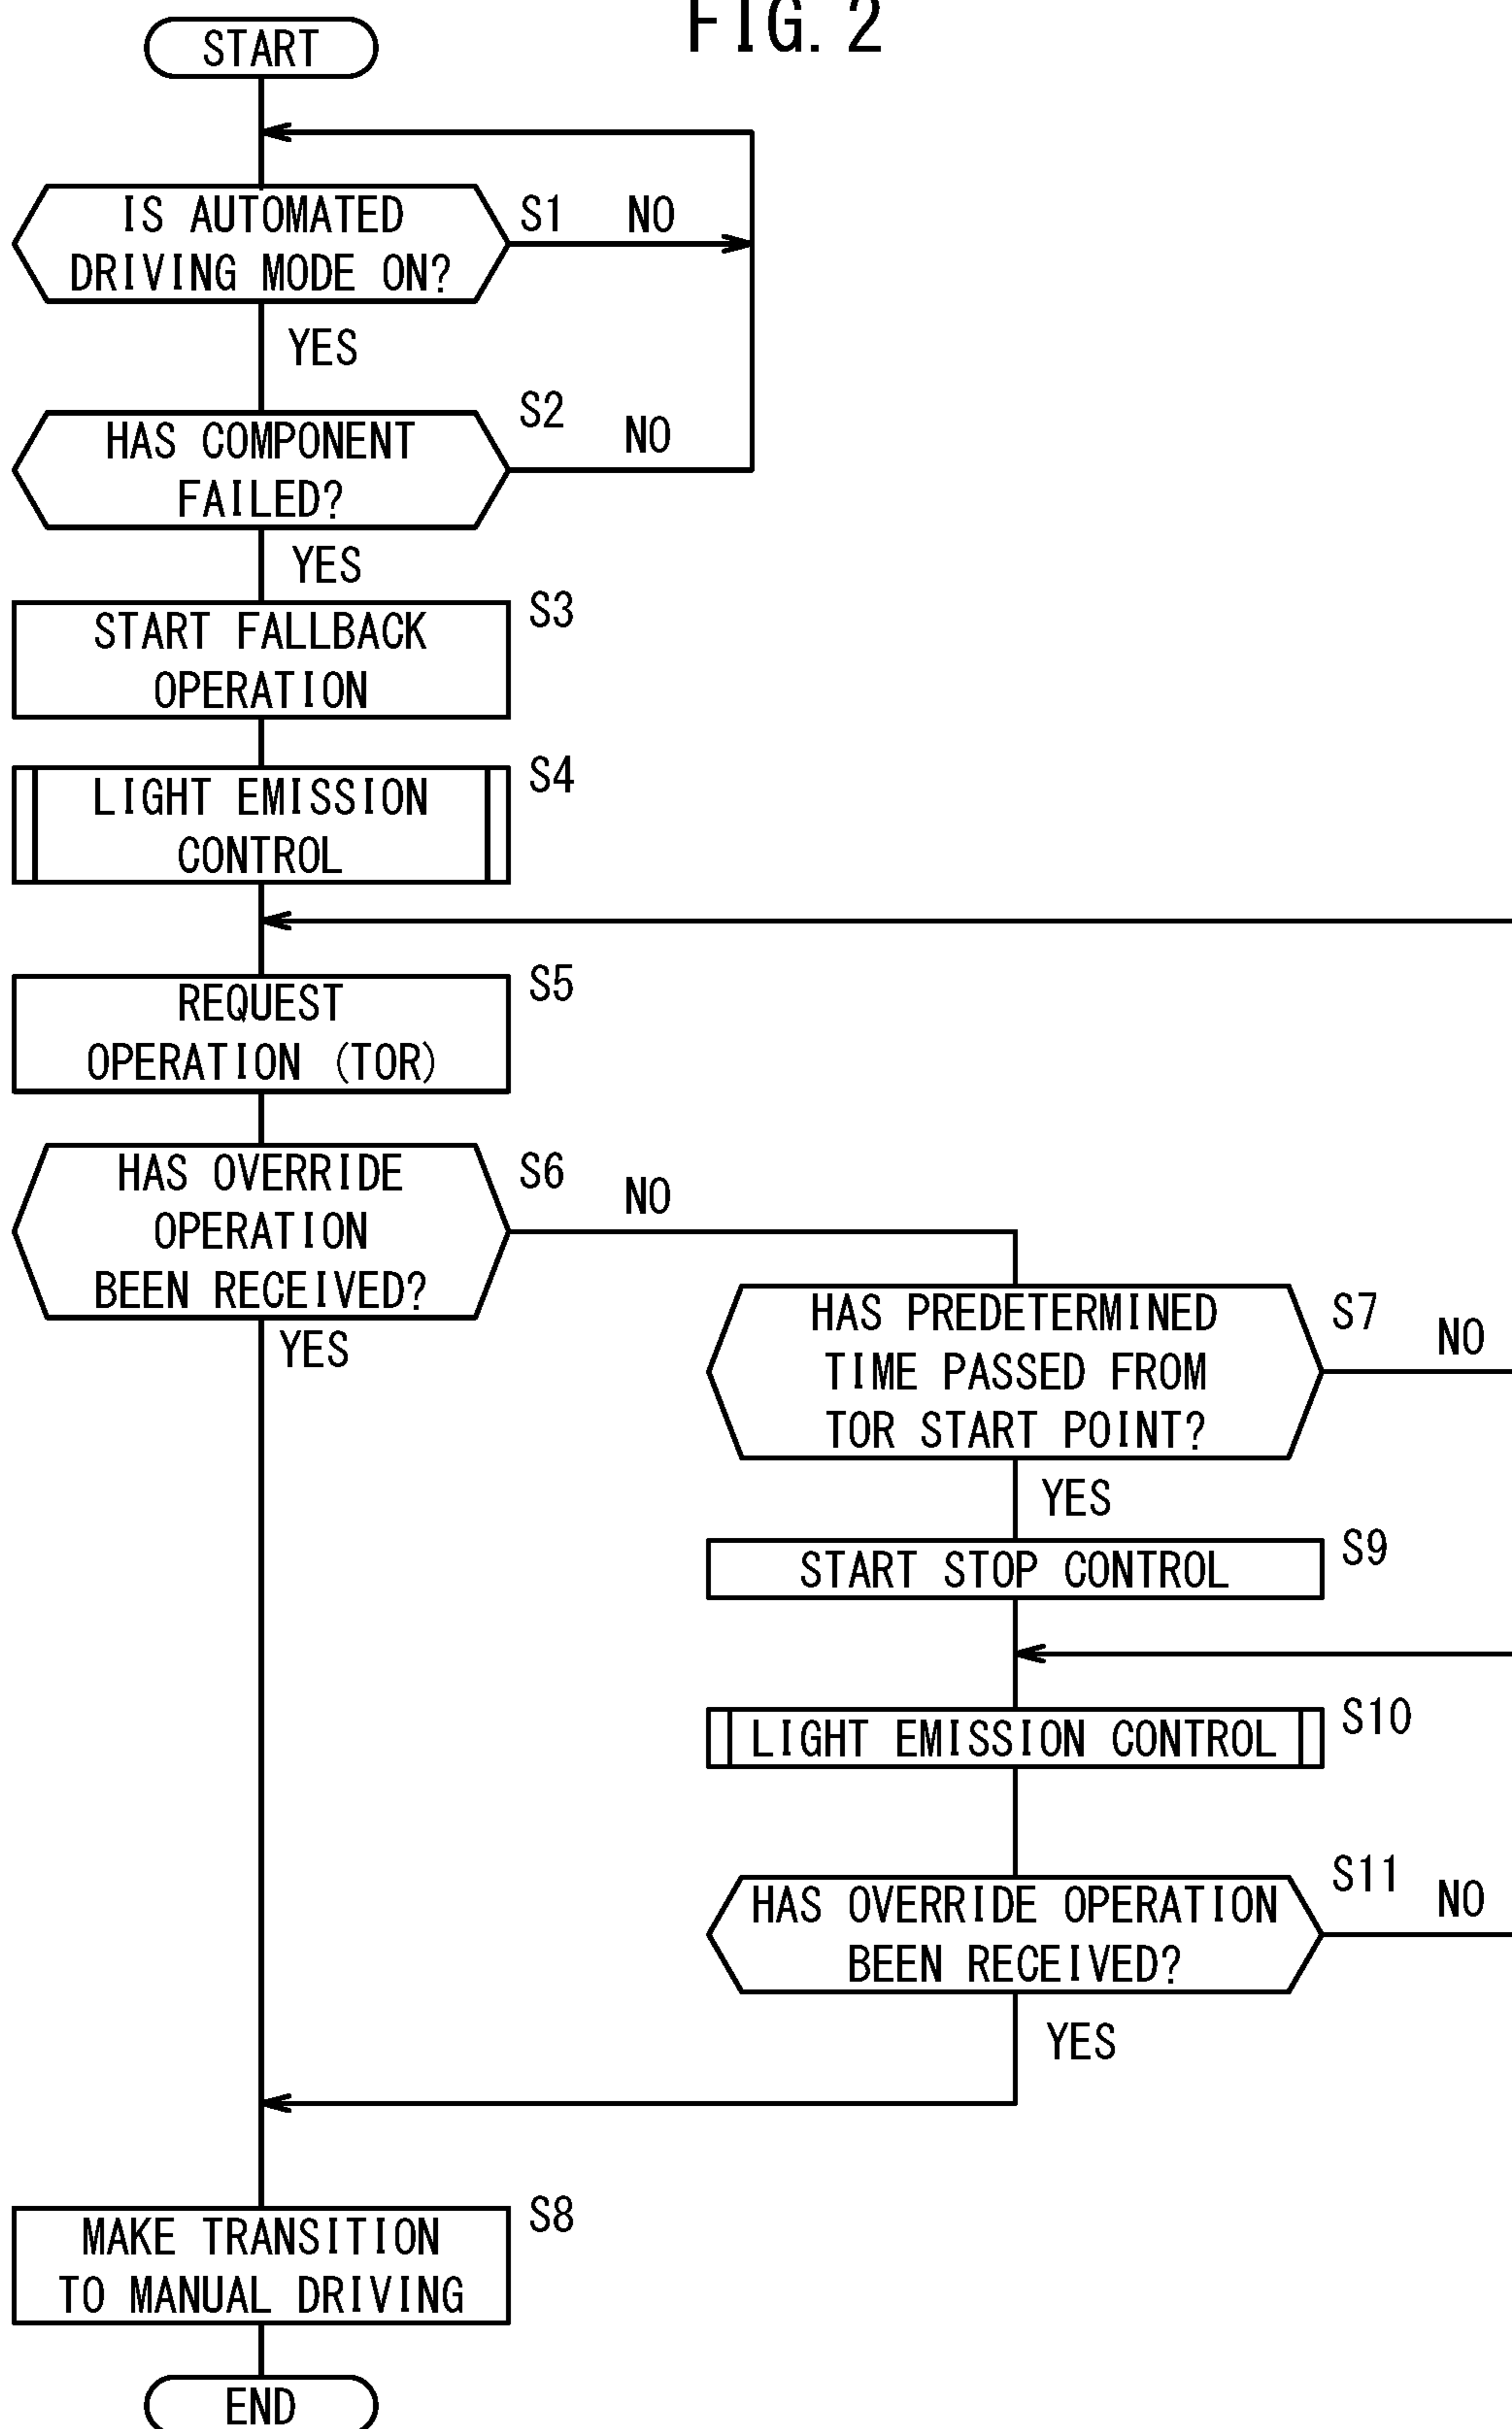 FIG. 2
START
IS AUTOMATED
DRIVING MODE ON?
S1
NO
YES
HAS COMPONENT
FAILED?
S2
NO
YES
START FALLBACK
OPERATION
S3
LIGHT EMISSION
CONTROL
S4
REQUEST
OPERATION (TOR)
S5
HAS OVERRIDE
OPERATION
BEEN RECEIVED?
S6
NO
YES
HAS PREDETERMINED
TIME PASSED FROM
TOR START POINT?
S7
NO
YES
START STOP CONTROL
S9
LIGHT EMISSION CONTROL
S10
HAS OVERRIDE OPERATION
BEEN RECEIVED?
S11
NO
YES
MAKE TRANSITION
TO MANUAL DRIVING
S8
END